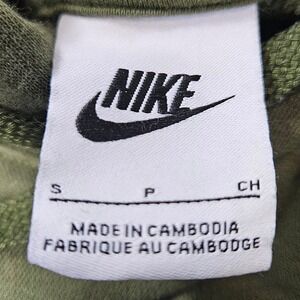 NIKE
S P CH
MADE IN CAMBODIA
FABRIQUE AU CAMBODGE